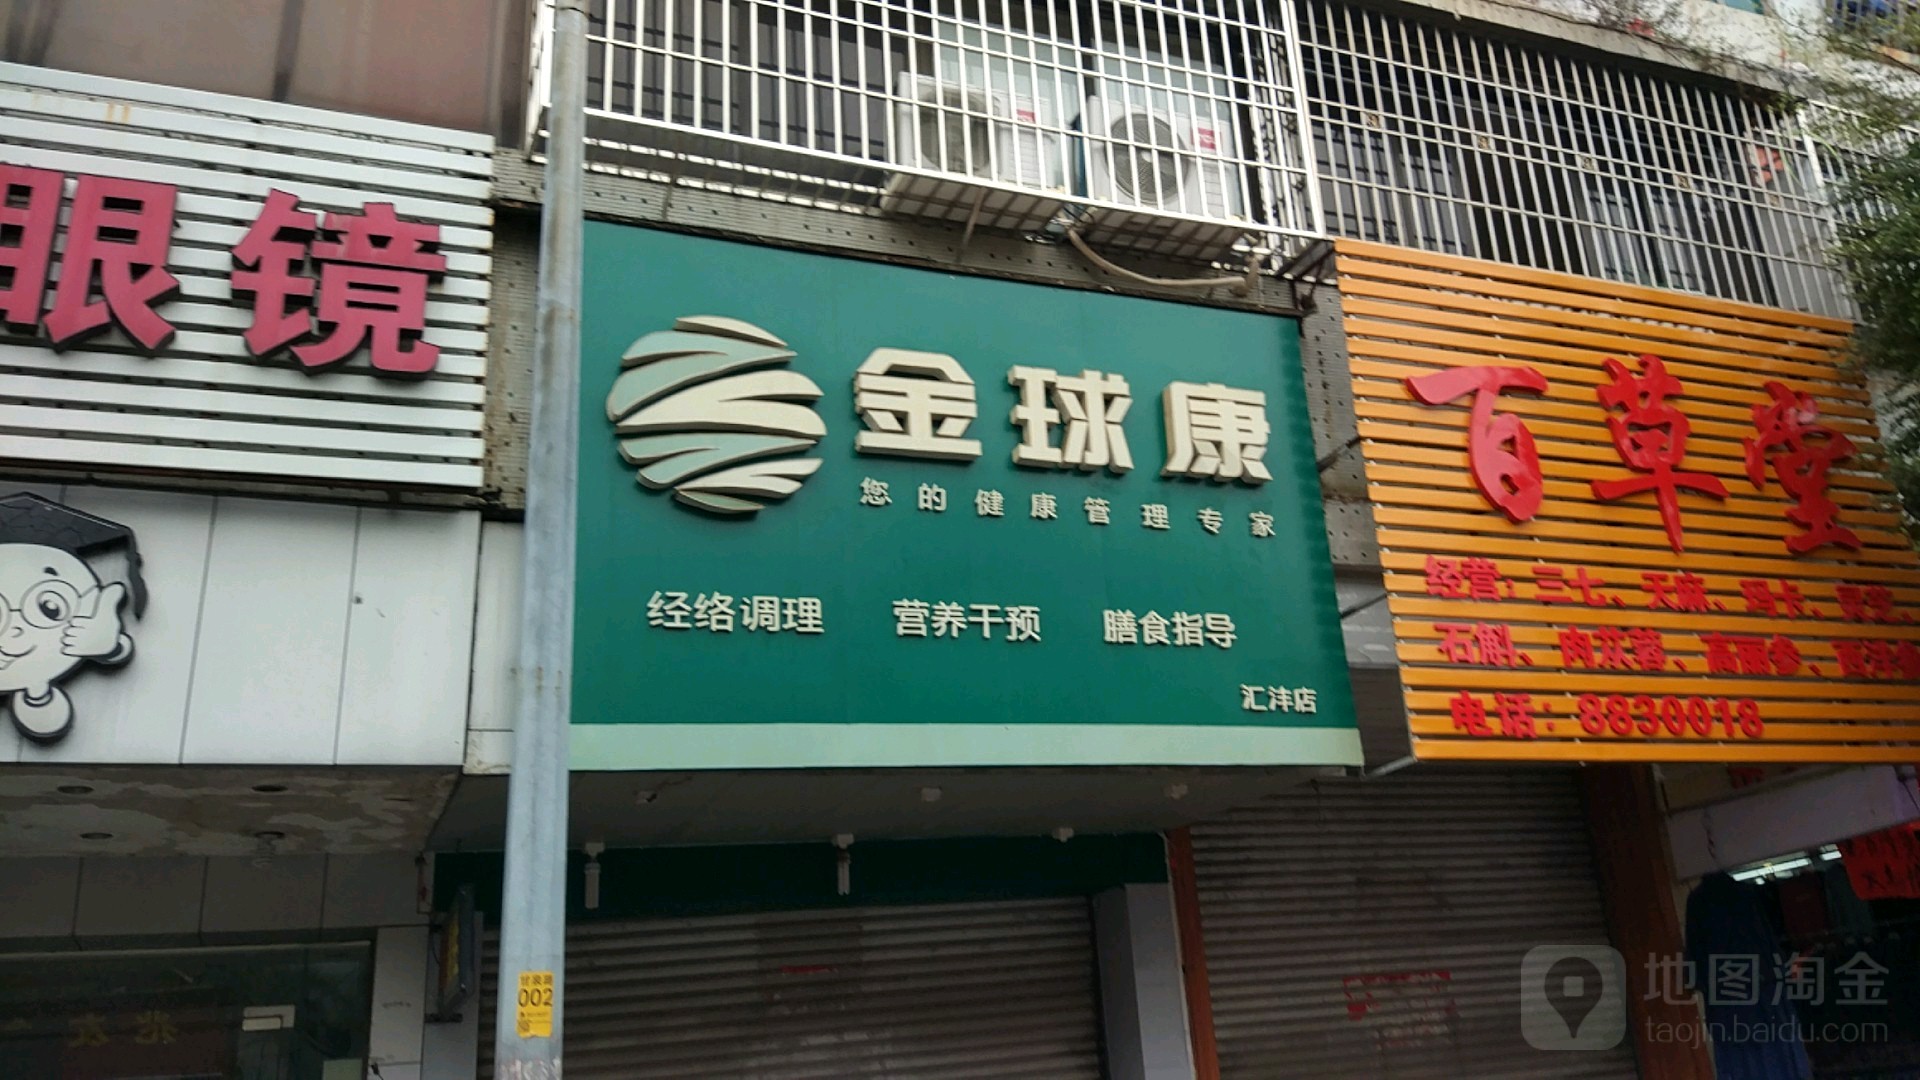 眼镜
金球康
您的健康管理专家
经络调理 营养干预 膳食指导
汇沣店
百草堂
经营：三七、天麻、玛卡、
石斛、肉苁蓉、高丽参、西洋参
电话：8830018
002
地图淘金
taojin.baidu.com